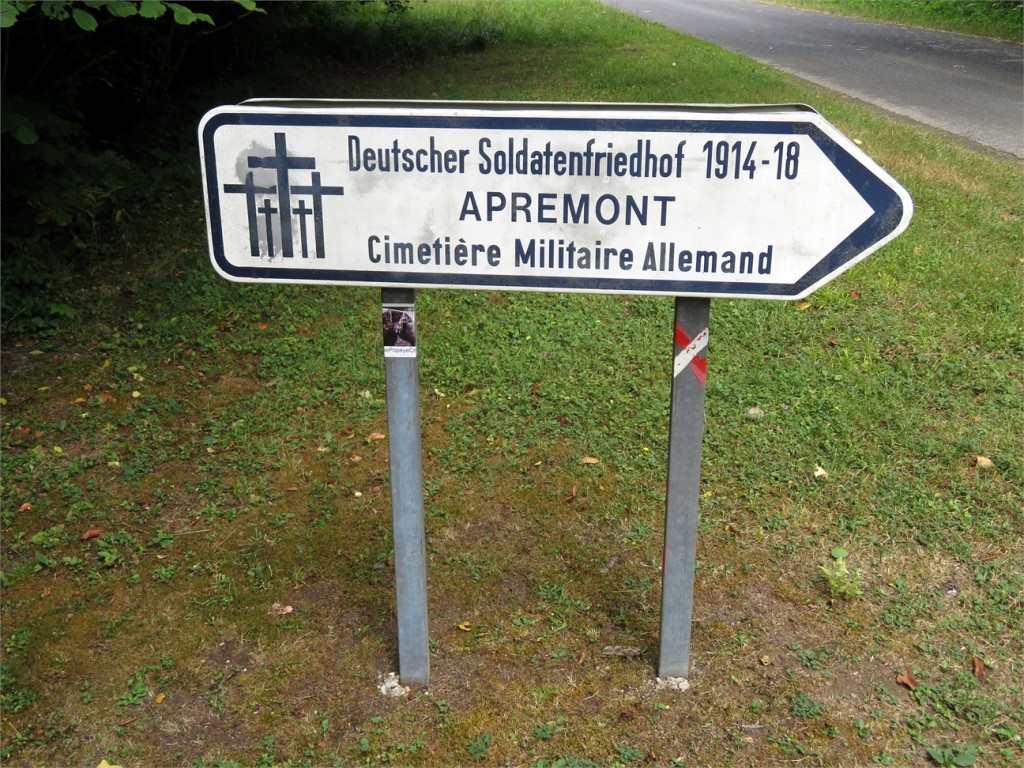 Deutscher Soldatenfriedhof 1914-18
APREMONT
Cimetière Militaire Allemand